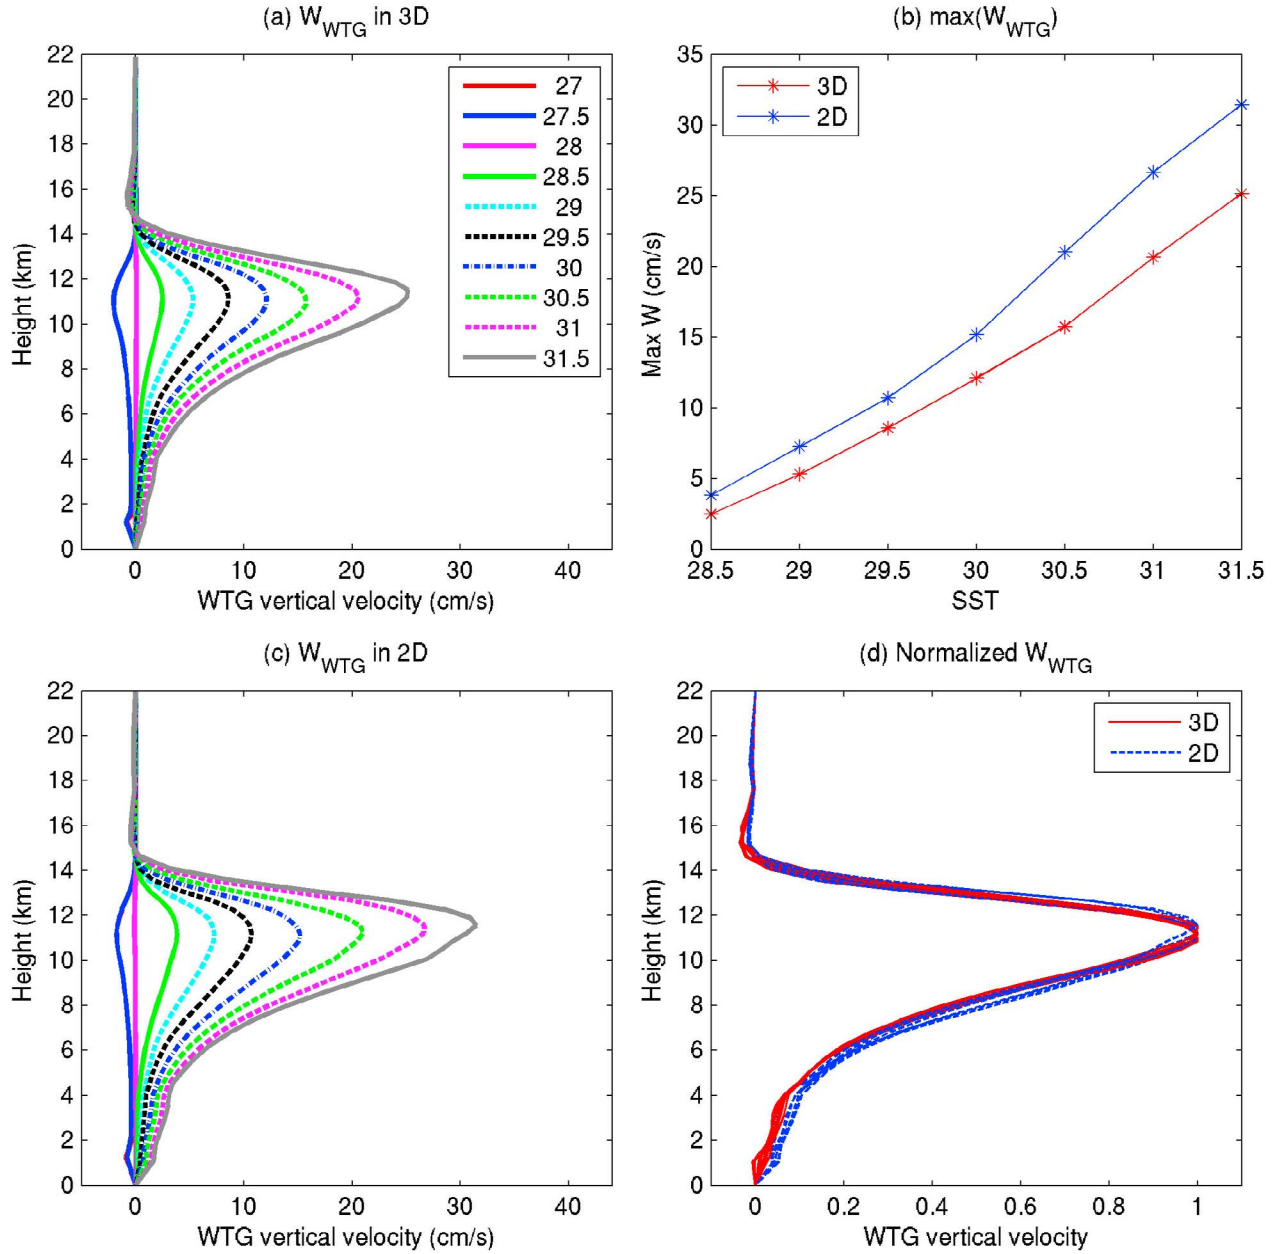 (a) W_WTG in 3D
22
20
18
16
14
12
10
8
6
4
2
0
Height (km)
0 10 20 30 40
WTG vertical velocity (cm/s)
27
27.5
28
28.5
29
29.5
30
30.5
31
31.5
(b) max(W_WTG)
35
30
25
20
15
10
5
0
Max W (cm/s)
28.5 29 29.5 30 30.5 31 31.5
SST
3D
2D
(c) W_WTG in 2D
22
20
18
16
14
12
10
8
6
4
2
0
Height (km)
0 10 20 30 40
WTG vertical velocity (cm/s)
(d) Normalized W_WTG
22
20
18
16
14
12
10
8
6
4
2
0
Height (km)
0 0.2 0.4 0.6 0.8 1
WTG vertical velocity
3D
2D